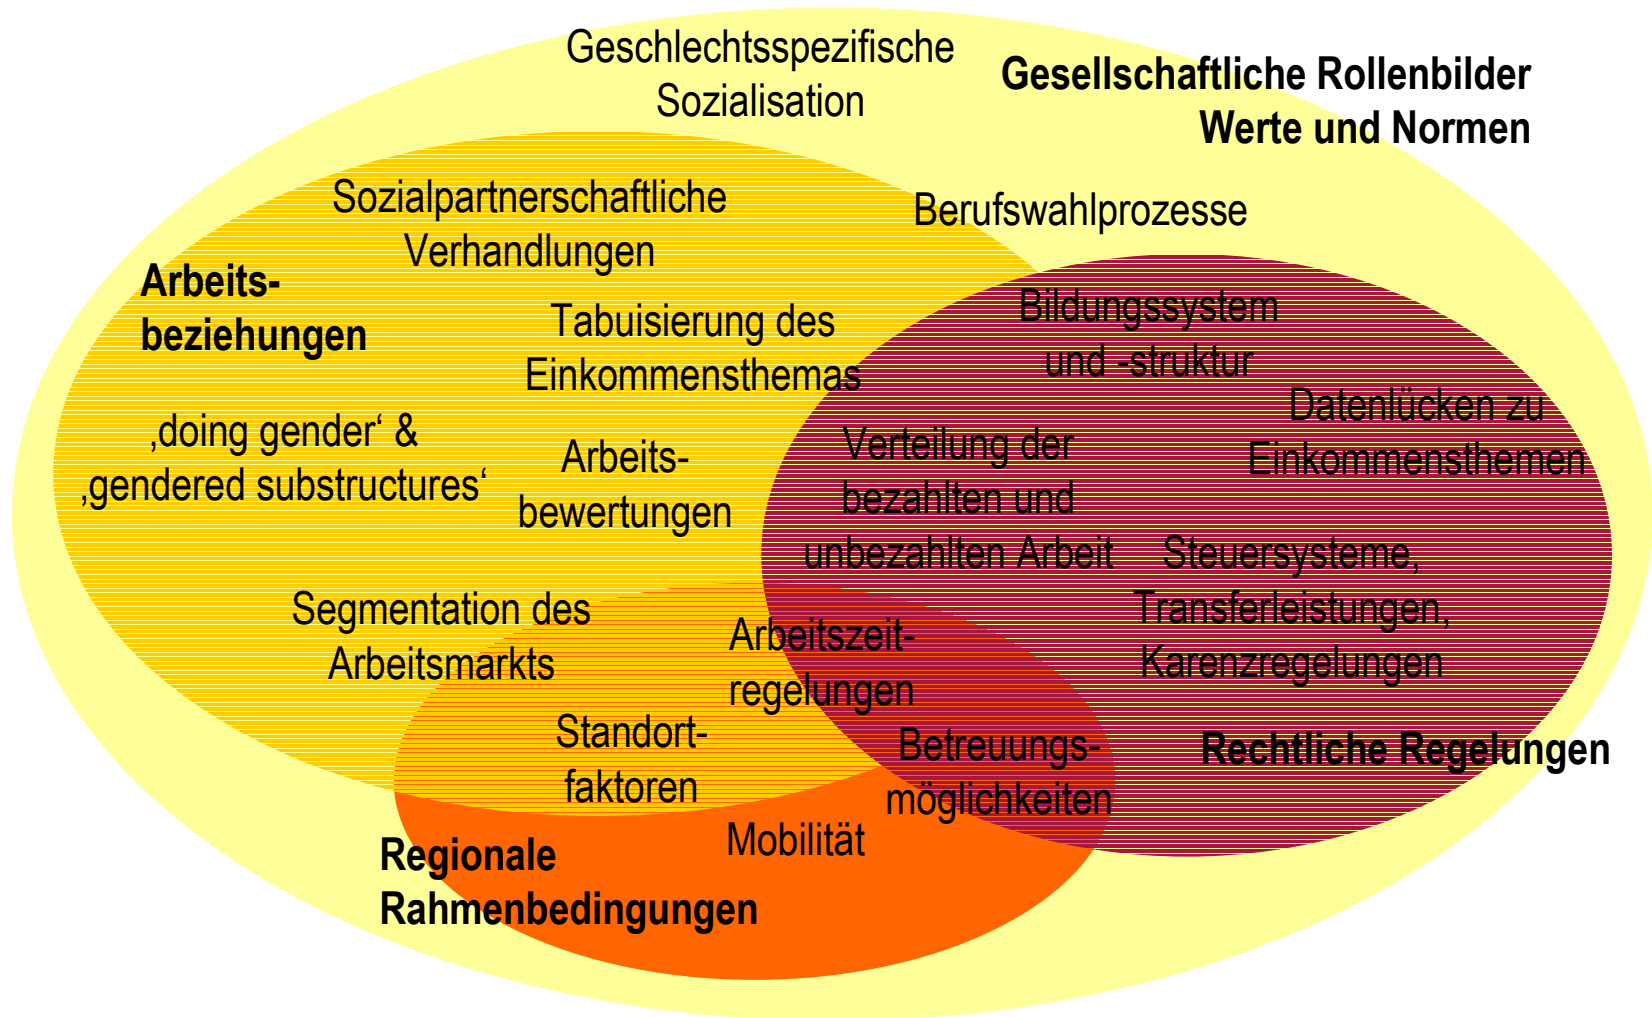 Geschlechtsspezifische
Sozialisation
Gesellschaftliche Rollenbilder
Werte und Normen
Sozialpartnerschaftliche
Verhandlungen
Berufswahlprozesse
Arbeits-
beziehungen
Tabuisierung des
Einkommensthemas
Bildungssystem
und -struktur
Datenlücken zu
Einkommensthemen
‚doing gender‘ &
‚gendered substructures‘
Arbeits-
bewertungen
Verteilung der
bezahlten und
unbezahlten Arbeit
Steuersysteme,
Transferleistungen,
Karenzregelungen
Segmentation des
Arbeitsmarkts
Arbeitszeit-
regelungen
Standort-
faktoren
Betreuungs-
möglichkeiten
Rechtliche Regelungen
Mobilität
Regionale
Rahmenbedingungen